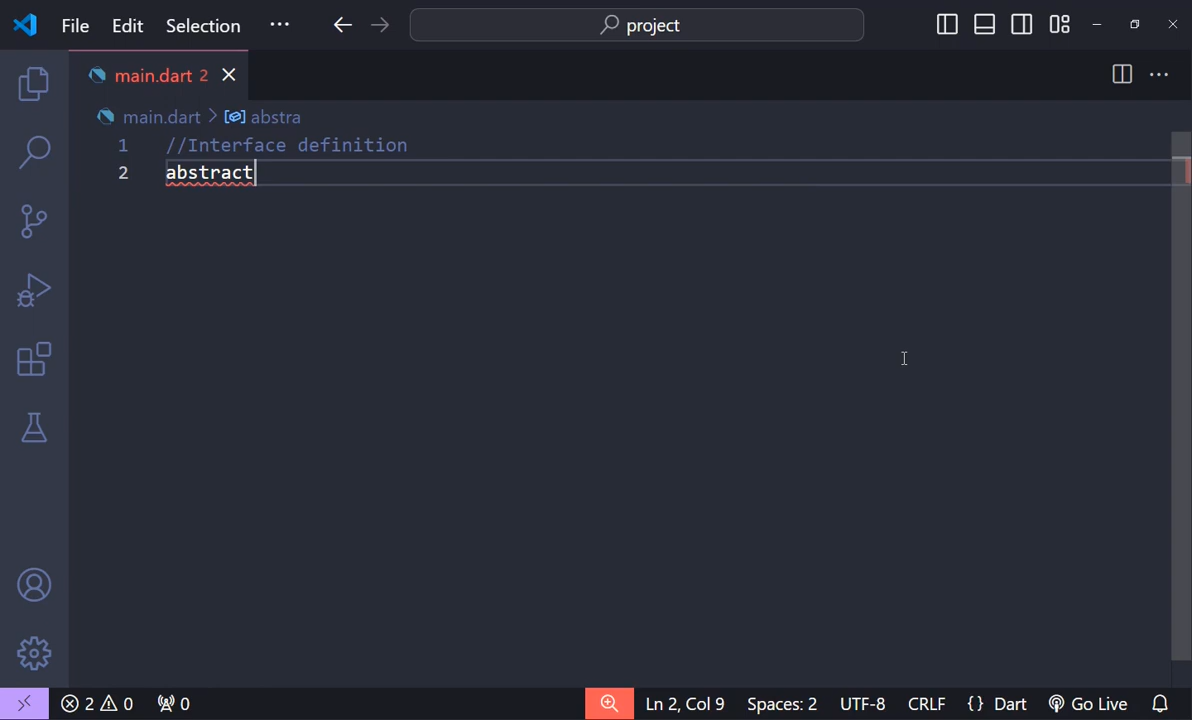 File Edit Selection ··· project
main.dart 2
main.dart > abstra
1 //Interface definition
2 abstract
2 0 0 Ln 2, Col 9 Spaces: 2 UTF-8 CRLF {} Dart Go Live